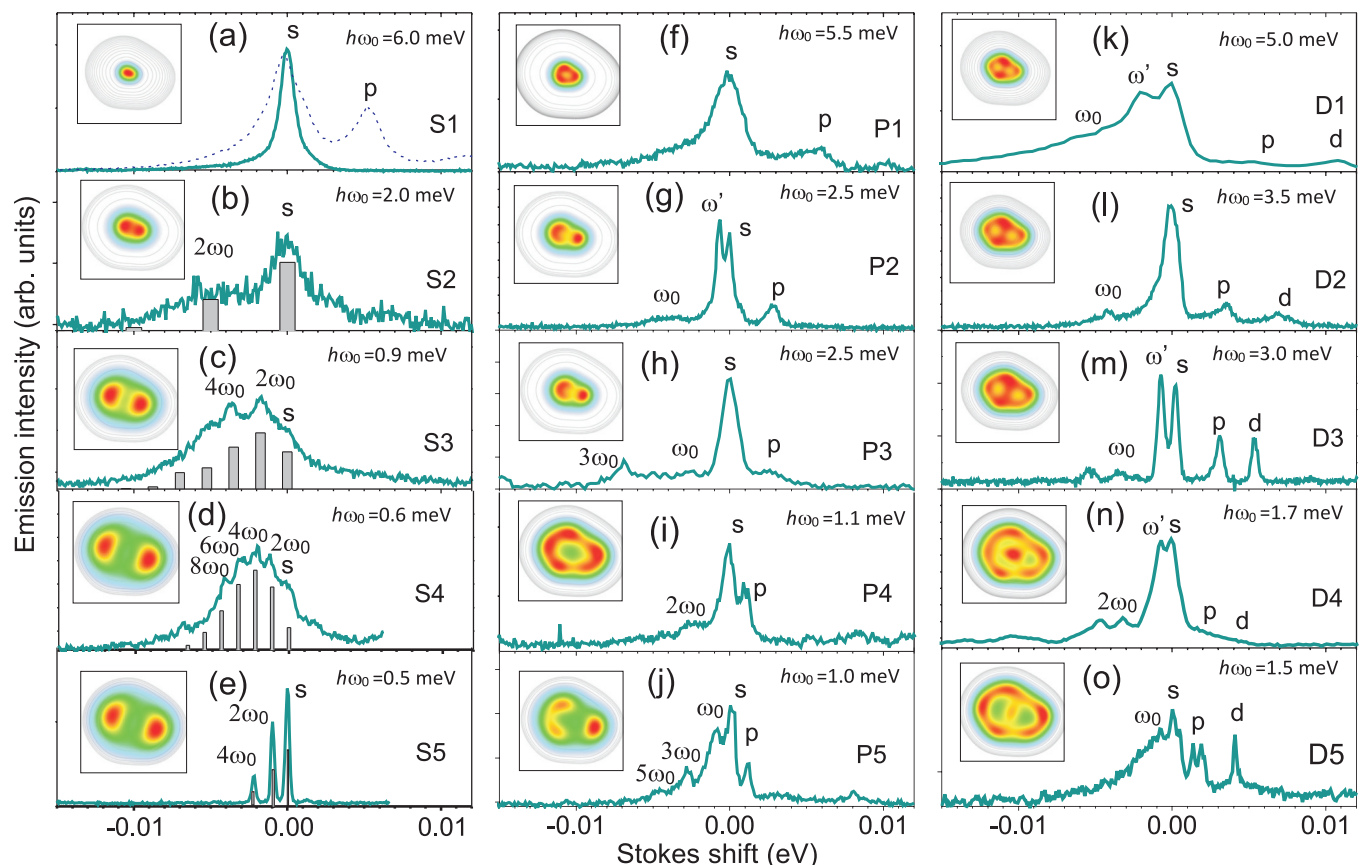 Emission intensity (arb. units)
(a)
s
ħω₀ =6.0 meV
p
S1
(b)
s
ħω₀ =2.0 meV
2ω₀
S2
(c)
ħω₀ =0.9 meV
4ω₀
2ω₀
s
S3
(d)
ħω₀ =0.6 meV
4ω₀
6ω₀
2ω₀
8ω₀
s
S4
(e)
ħω₀ =0.5 meV
s
2ω₀
4ω₀
S5
-0.01
0.00
0.01
(f)
ħω₀ =5.5 meV
s
p
P1
(g)
ħω₀ =2.5 meV
ω'
s
ω₀
p
P2
(h)
ħω₀ =2.5 meV
s
3ω₀
ω₀
p
P3
(i)
ħω₀ =1.1 meV
s
2ω₀
p
P4
(j)
ħω₀ =1.0 meV
s
ω₀
p
3ω₀
5ω₀
P5
-0.01
0.00
0.01
Stokes shift (eV)
(k)
ħω₀ =5.0 meV
ω'
s
ω₀
p
d
D1
(l)
ħω₀ =3.5 meV
s
ω₀
p
d
D2
(m)
ħω₀ =3.0 meV
ω'
s
ω₀
p
d
D3
(n)
ħω₀ =1.7 meV
ω'
s
2ω₀
p
d
D4
(o)
ħω₀ =1.5 meV
ω₀
s
p
d
D5
-0.01
0.00
0.01